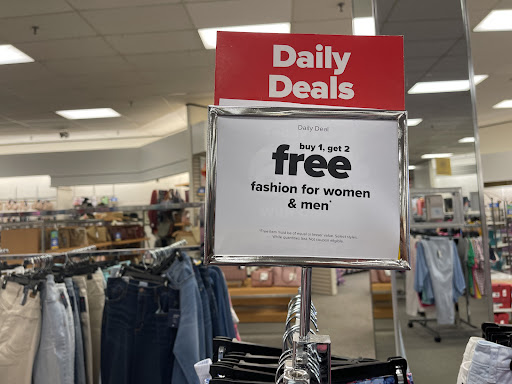 Daily
Deals
Daily Deal
buy 1, get 2
free
fashion for women
& men*